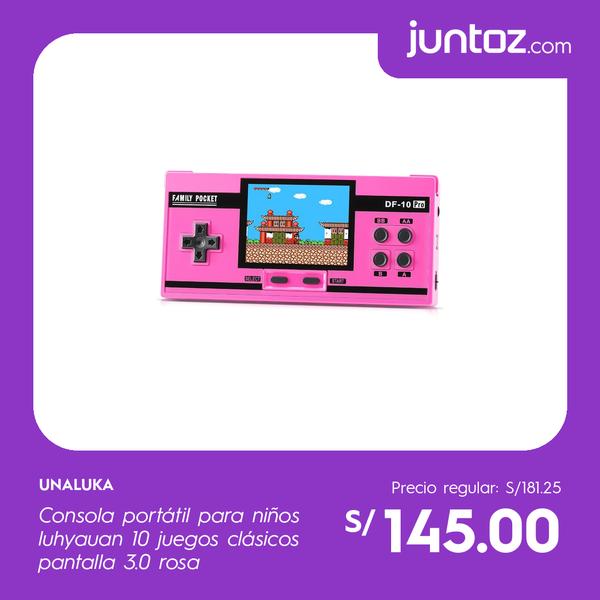 juntoz.com
FAMILY POCKET
DF-10 Pro
BB AA
B A
SELECT START
UNALUKA
Consola portátil para niños
luhyauan 10 juegos clásicos
pantalla 3.0 rosa
Precio regular: S/181.25
S/145.00